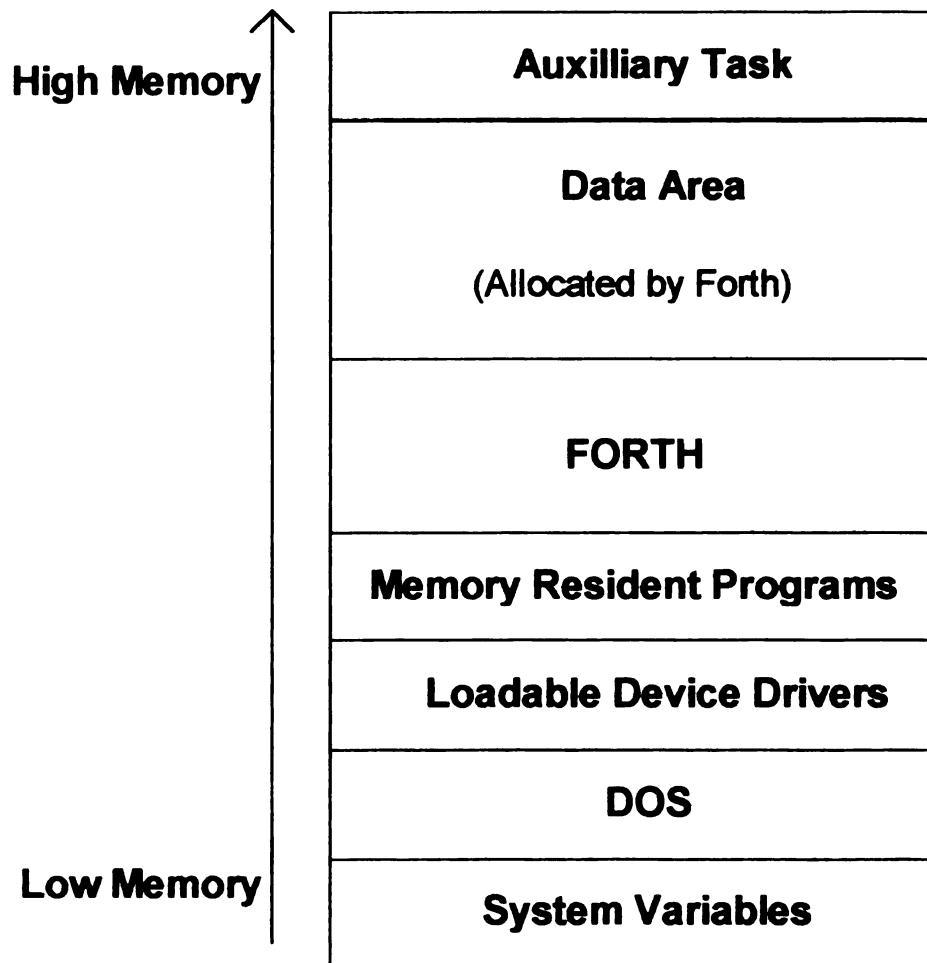 High Memory
Auxilliary Task
Data Area
(Allocated by Forth)
FORTH
Memory Resident Programs
Loadable Device Drivers
DOS
Low Memory
System Variables